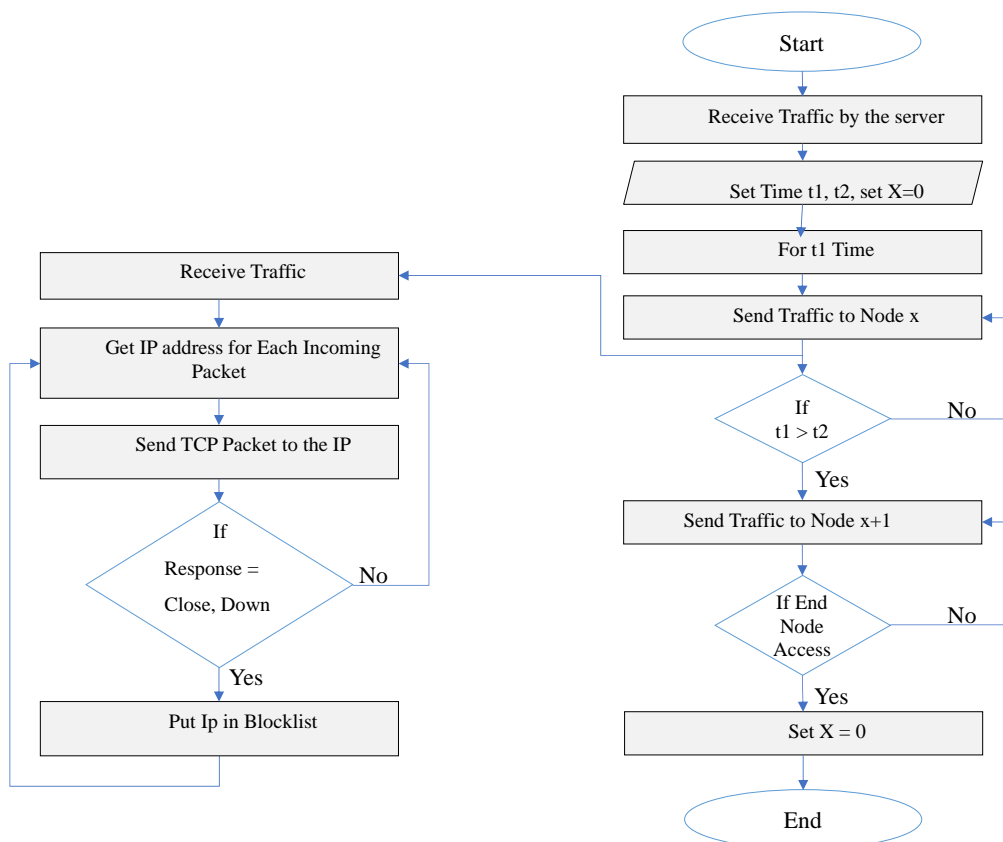 Start
Receive Traffic by the server
Set Time t1, t2, set X=0
For t1 Time
Send Traffic to Node x
If
t1 > t2
No
Yes
Send Traffic to Node x+1
If End
Node
Access
No
Yes
Set X = 0
End
Receive Traffic
Get IP address for Each Incoming
Packet
Send TCP Packet to the IP
If
Response =
Close, Down
No
Yes
Put Ip in Blocklist